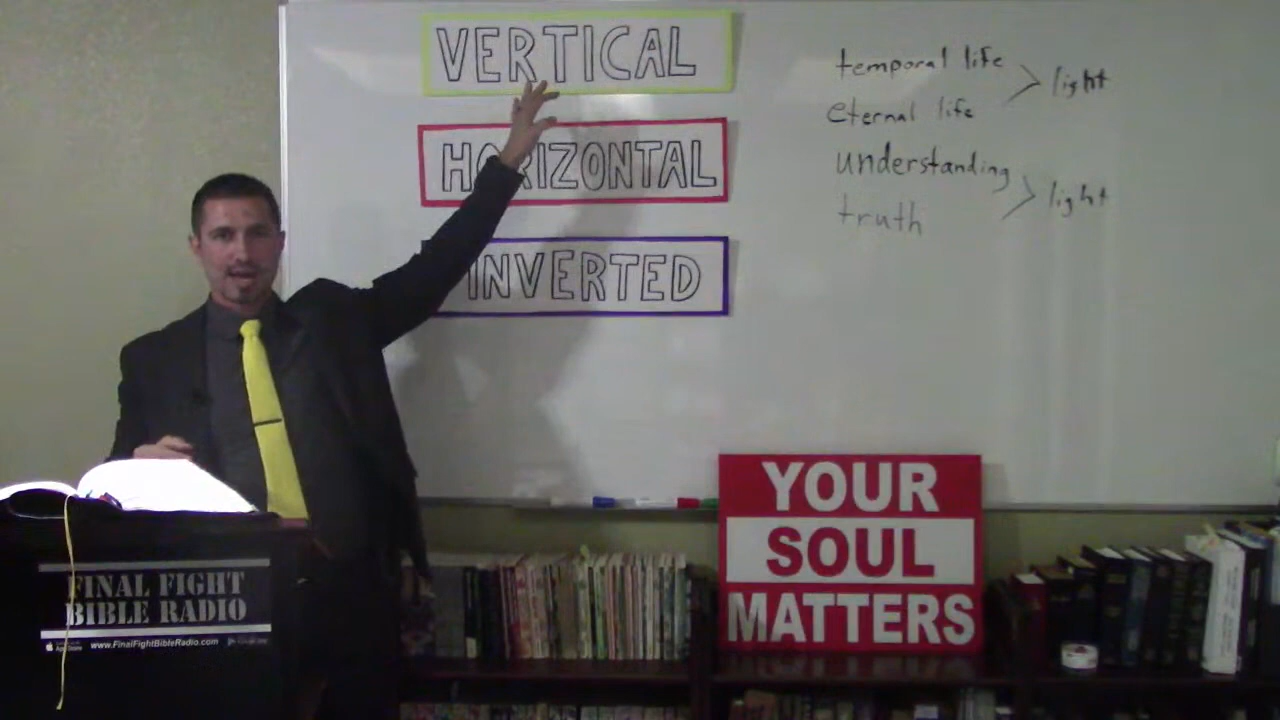 VERTICAL
HORIZONTAL
INVERTED
temporal life
light
eternal life
understanding
light
truth
YOUR
SOUL
MATTERS
FINAL FIGHT
BIBLE RADIO
www.FinalFightBibleRadio.com